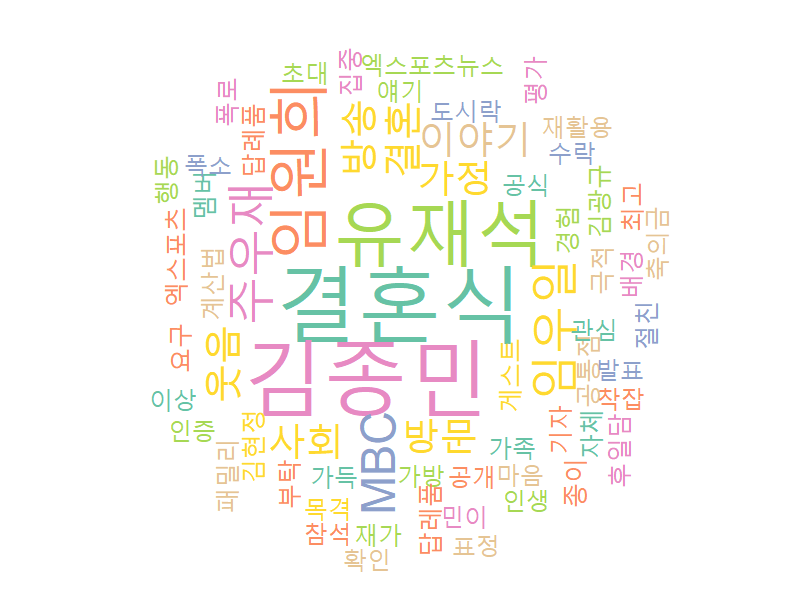 엑스포츠뉴스
초대
집중
평가
얘기
폭로
답례품
임원희
방송
결혼
도시락
이야기
재활용
수락
행동
폭소
멤버
주우재
가정
공식
김광규
최고
유재석
경험
축의금
엑스포츠
계산법
극적
배경
결혼식
임우일
절친
요구
웃음
김종민
게스트
뷰심
공통점
발표
이상
인증
김현정
사회
MBC
방문
기자
자체
참깜
후일담
가족
패밀리
부탁
가득
가방
공개
마음
종이
목격
답례품
민이
인생
참석
재가
표정
확인